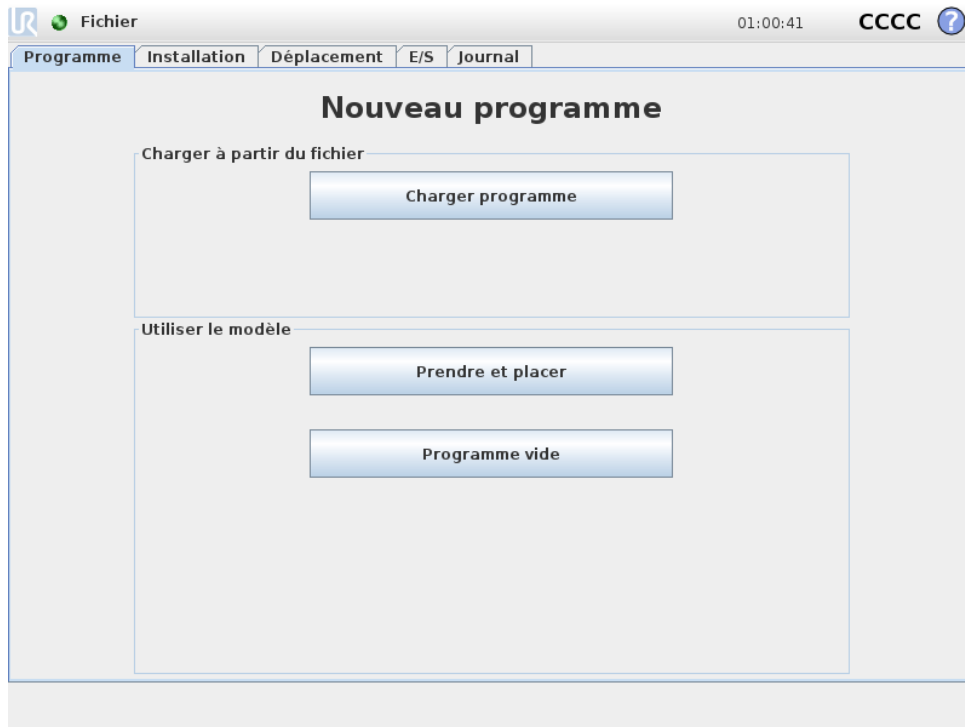 UR Fichier 01:00:41 CCCC ?
Programme Installation Déplacement E/S Journal
Nouveau programme
Charger à partir du fichier
Charger programme
Utiliser le modèle
Prendre et placer
Programme vide